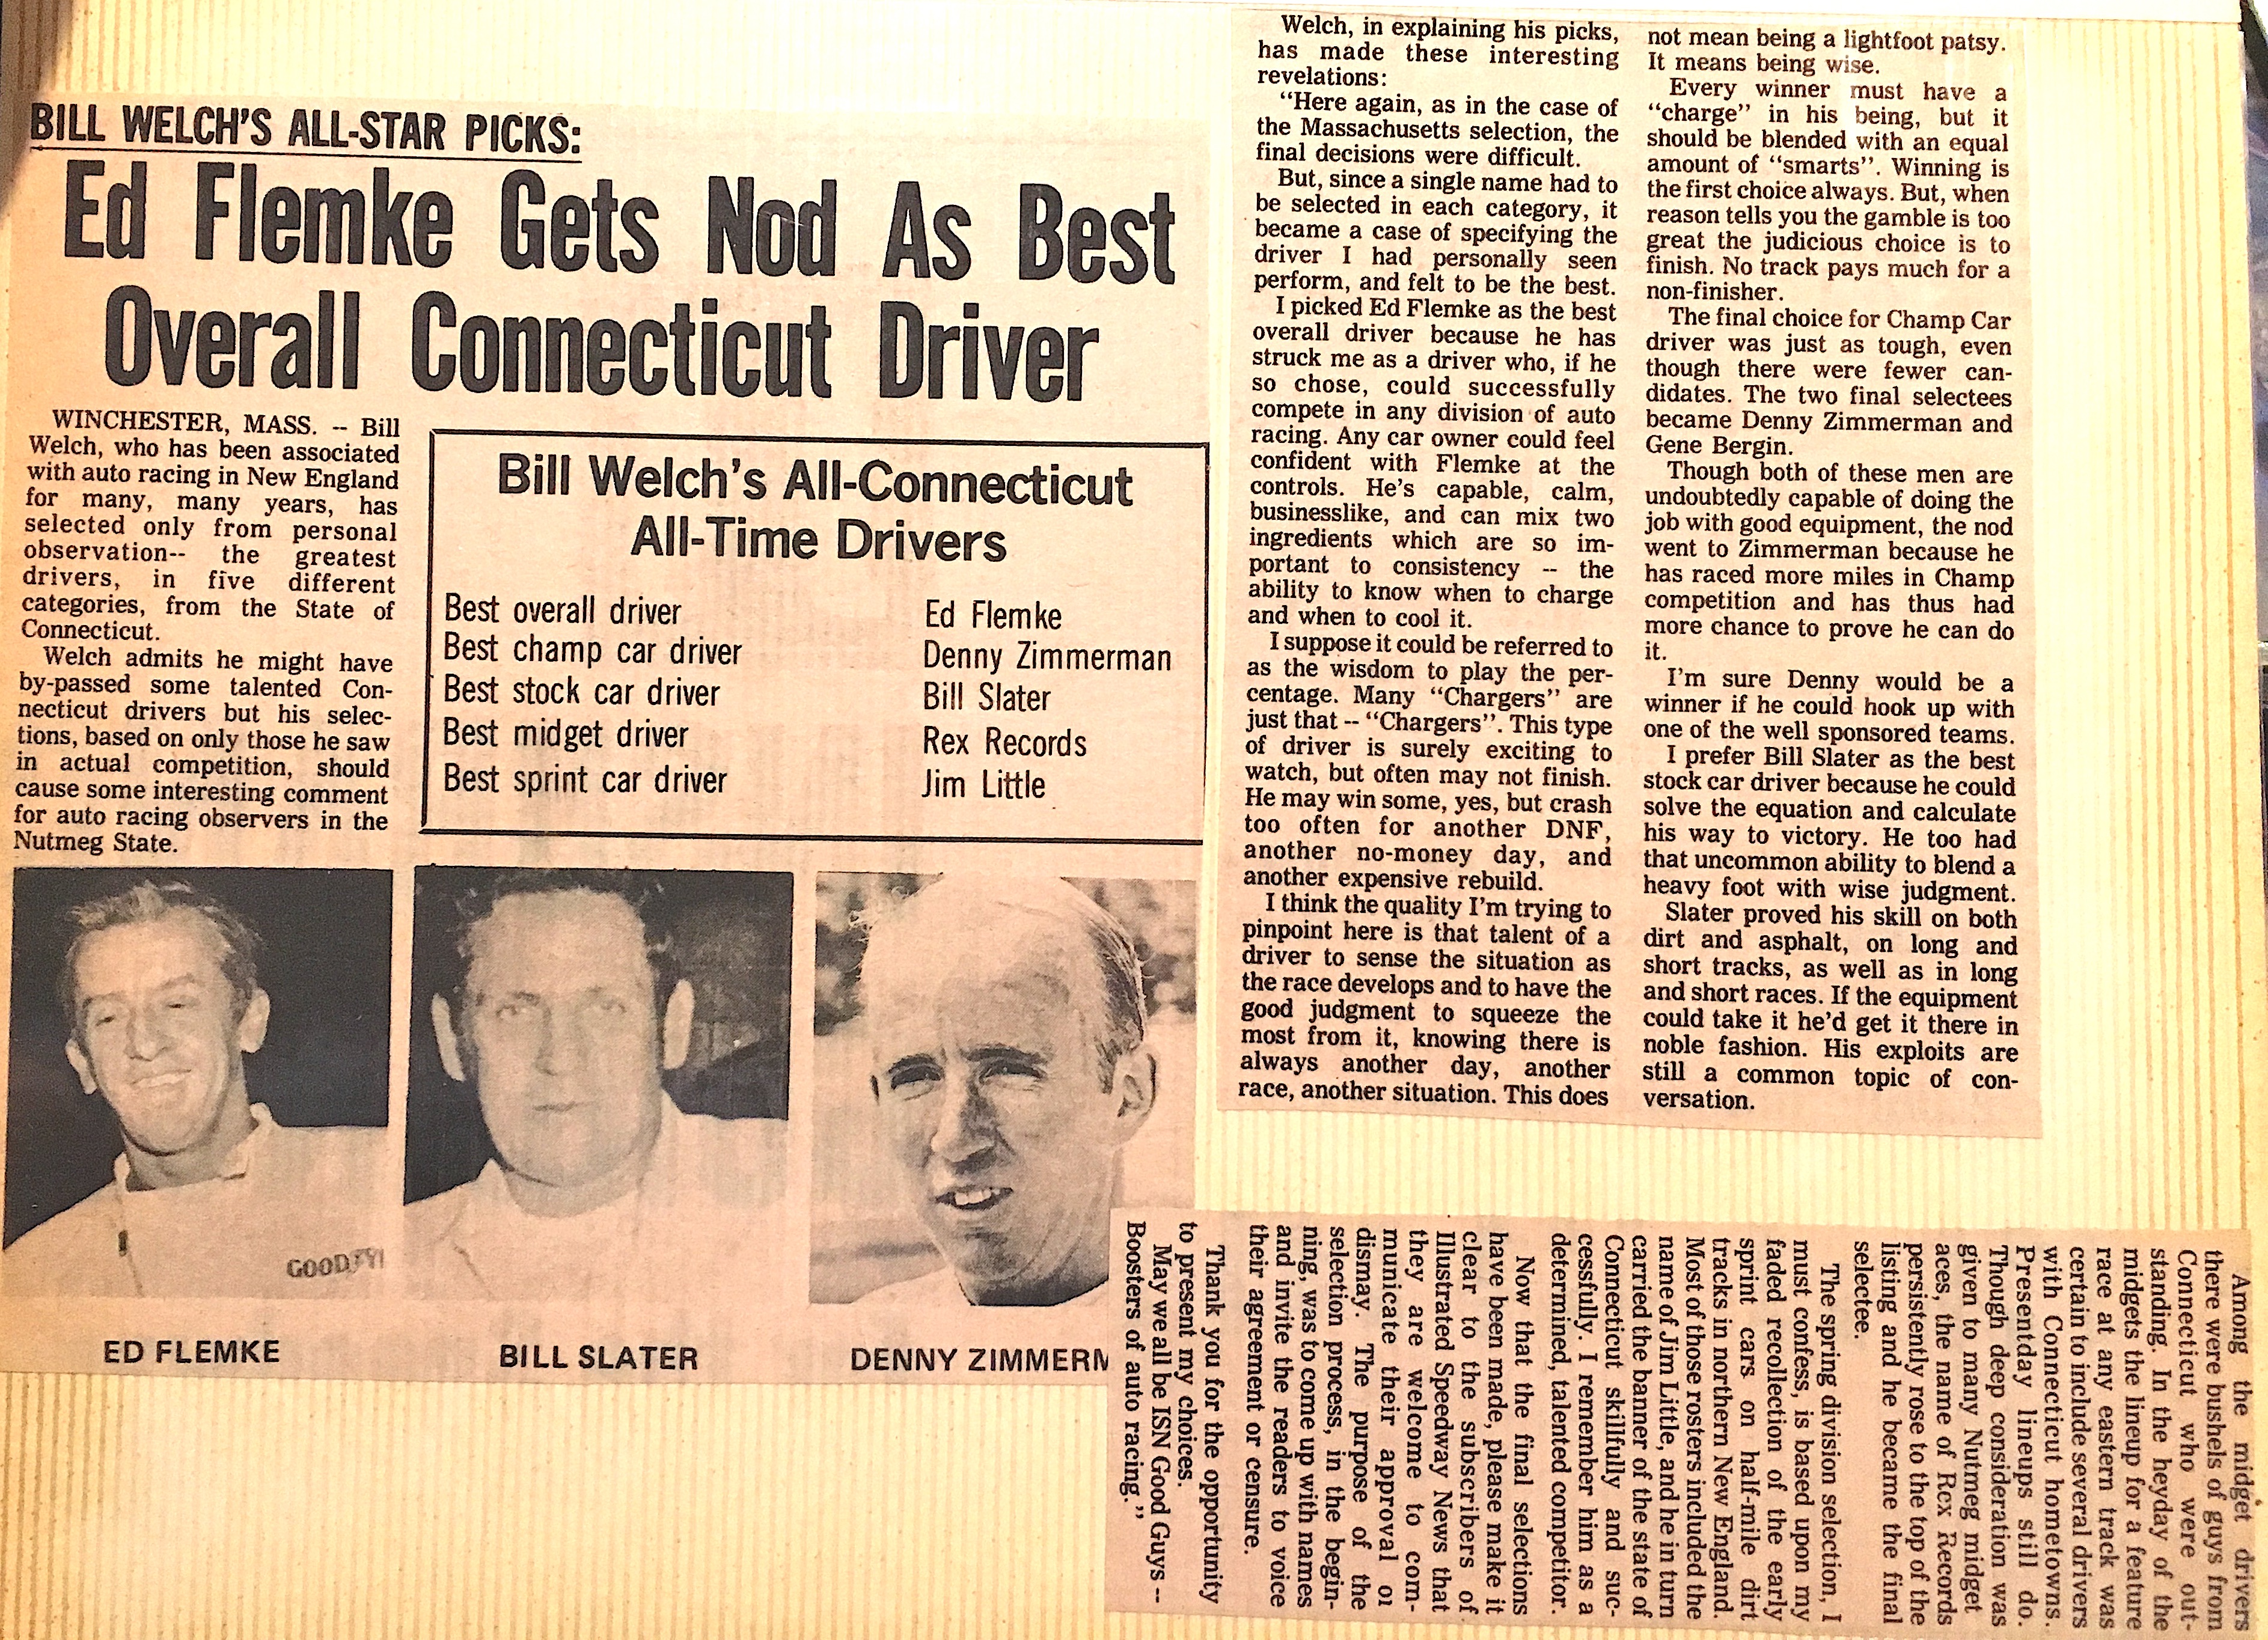 BILL WELCH'S ALL-STAR PICKS:
Ed Flemke Gets Nod As Best
Overall Connecticut Driver
WINCHESTER, MASS. -- Bill
Welch, who has been associated
with auto racing in New England
for many, many years, has
selected only from personal
observation-- the greatest
drivers, in five different
categories, from the State of
Connecticut.
Welch admits he might have
by-passed some talented Con-
necticut drivers but his selec-
tions, based on only those he saw
in actual competition, should
cause some interesting comment
for auto racing observers in the
Nutmeg State.
Bill Welch's All-Connecticut
All-Time Drivers
Best overall driver Ed Flemke
Best champ car driver Denny Zimmerman
Best stock car driver Bill Slater
Best midget driver Rex Records
Best sprint car driver Jim Little
GOODYE
ED FLEMKE
BILL SLATER
DENNY ZIMMERM
Welch, in explaining his picks,
has made these interesting
revelations:
"Here again, as in the case of
the Massachusetts selection, the
final decisions were difficult.
But, since a single name had to
be selected in each category, it
became a case of specifying the
driver I had personally seen
perform, and felt to be the best.
I picked Ed Flemke as the best
overall driver because he has
struck me as a driver who, if he
so chose, could successfully
compete in any division of auto
racing. Any car owner could feel
confident with Flemke at the
controls. He's capable, calm,
businesslike, and can mix two
ingredients which are so im-
portant to consistency -- the
ability to know when to charge
and when to cool it.
I suppose it could be referred to
as the wisdom to play the per-
centage. Many "Chargers" are
just that -- "Chargers". This type
of driver is surely exciting to
watch, but often may not finish.
He may win some, yes, but crash
too often for another DNF,
another no-money day, and
another expensive rebuild.
I think the quality I'm trying to
pinpoint here is that talent of a
driver to sense the situation as
the race develops and to have the
good judgment to squeeze the
most from it, knowing there is
always another day, another
race, another situation. This does
not mean being a lightfoot patsy.
It means being wise.
Every winner must have a
"charge" in his being, but it
should be blended with an equal
amount of "smarts". Winning is
the first choice always. But, when
reason tells you the gamble is too
great the judicious choice is to
finish. No track pays much for a
non-finisher.
The final choice for Champ Car
driver was just as tough, even
though there were fewer can-
didates. The two final selectees
became Denny Zimmerman and
Gene Bergin.
Though both of these men are
undoubtedly capable of doing the
job with good equipment, the nod
went to Zimmerman because he
has raced more miles in Champ
competition and has thus had
more chance to prove he can do
it.
I'm sure Denny would be a
winner if he could hook up with
one of the well sponsored teams.
I prefer Bill Slater as the best
stock car driver because he could
solve the equation and calculate
his way to victory. He too had
that uncommon ability to blend a
heavy foot with wise judgment.
Slater proved his skill on both
dirt and asphalt, on long and
short tracks, as well as in long
and short races. If the equipment
could take it he'd get it there in
noble fashion. His exploits are
still a common topic of con-
versation.
Among the midget drivers
there were bushels of guys from
Connecticut who were out-
standing. In the heyday of the
midgets the lineup for a feature
race at any eastern track was
certain to include several drivers
with Connecticut hometowns.
Presentday lineups still do.
Though deep consideration was
given to many Nutmeg midget
aces, the name of Rex Records
persistently rose to the top of the
listing and he became the final
selectee.
The spring division selection, I
must confess, is based upon my
faded recollection of the early
sprint cars on half-mile dirt
tracks in northern New England.
Most of those rosters included the
name of Jim Little, and he in turn
carried the banner of the state of
Connecticut skillfully and suc-
cessfully. I remember him as a
determined, talented competitor.
Now that the final selections
have been made, please make it
clear to the subscribers of
Illustrated Speedway News that
they are welcome to com-
municate their approval or
dismay. The purpose of the
selection process, in the begin-
ning, was to come up with names
and invite the readers to voice
their agreement or censure.
Thank you for the opportunity
to present my choices.
May we all be ISN Good Guys --
Boosters of auto racing."